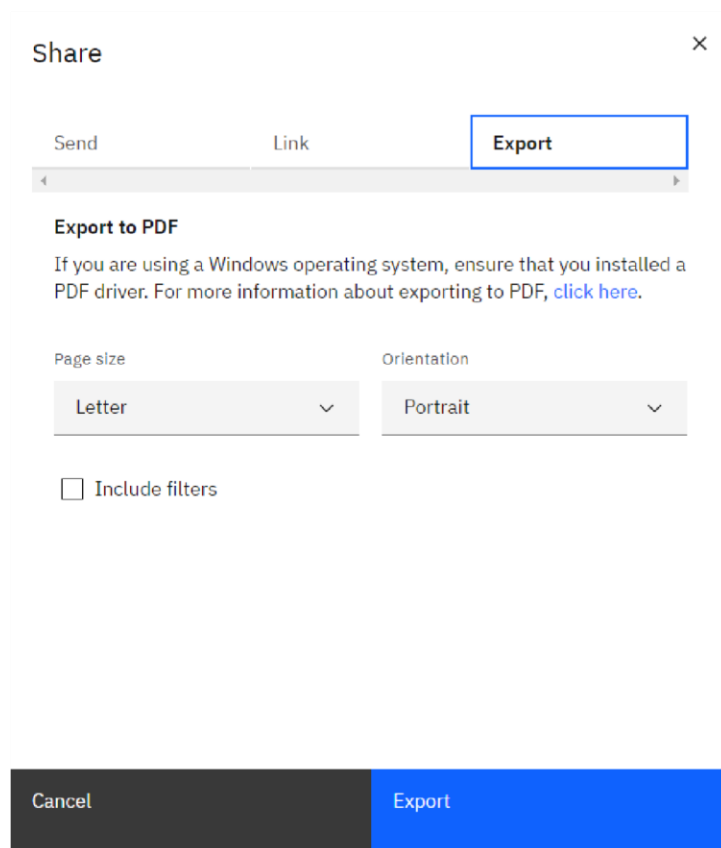 Share
Send Link Export
Export to PDF
If you are using a Windows operating system, ensure that you installed a
PDF driver. For more information about exporting to PDF, click here.
Page size Orientation
Letter Portrait
Include filters
Cancel Export